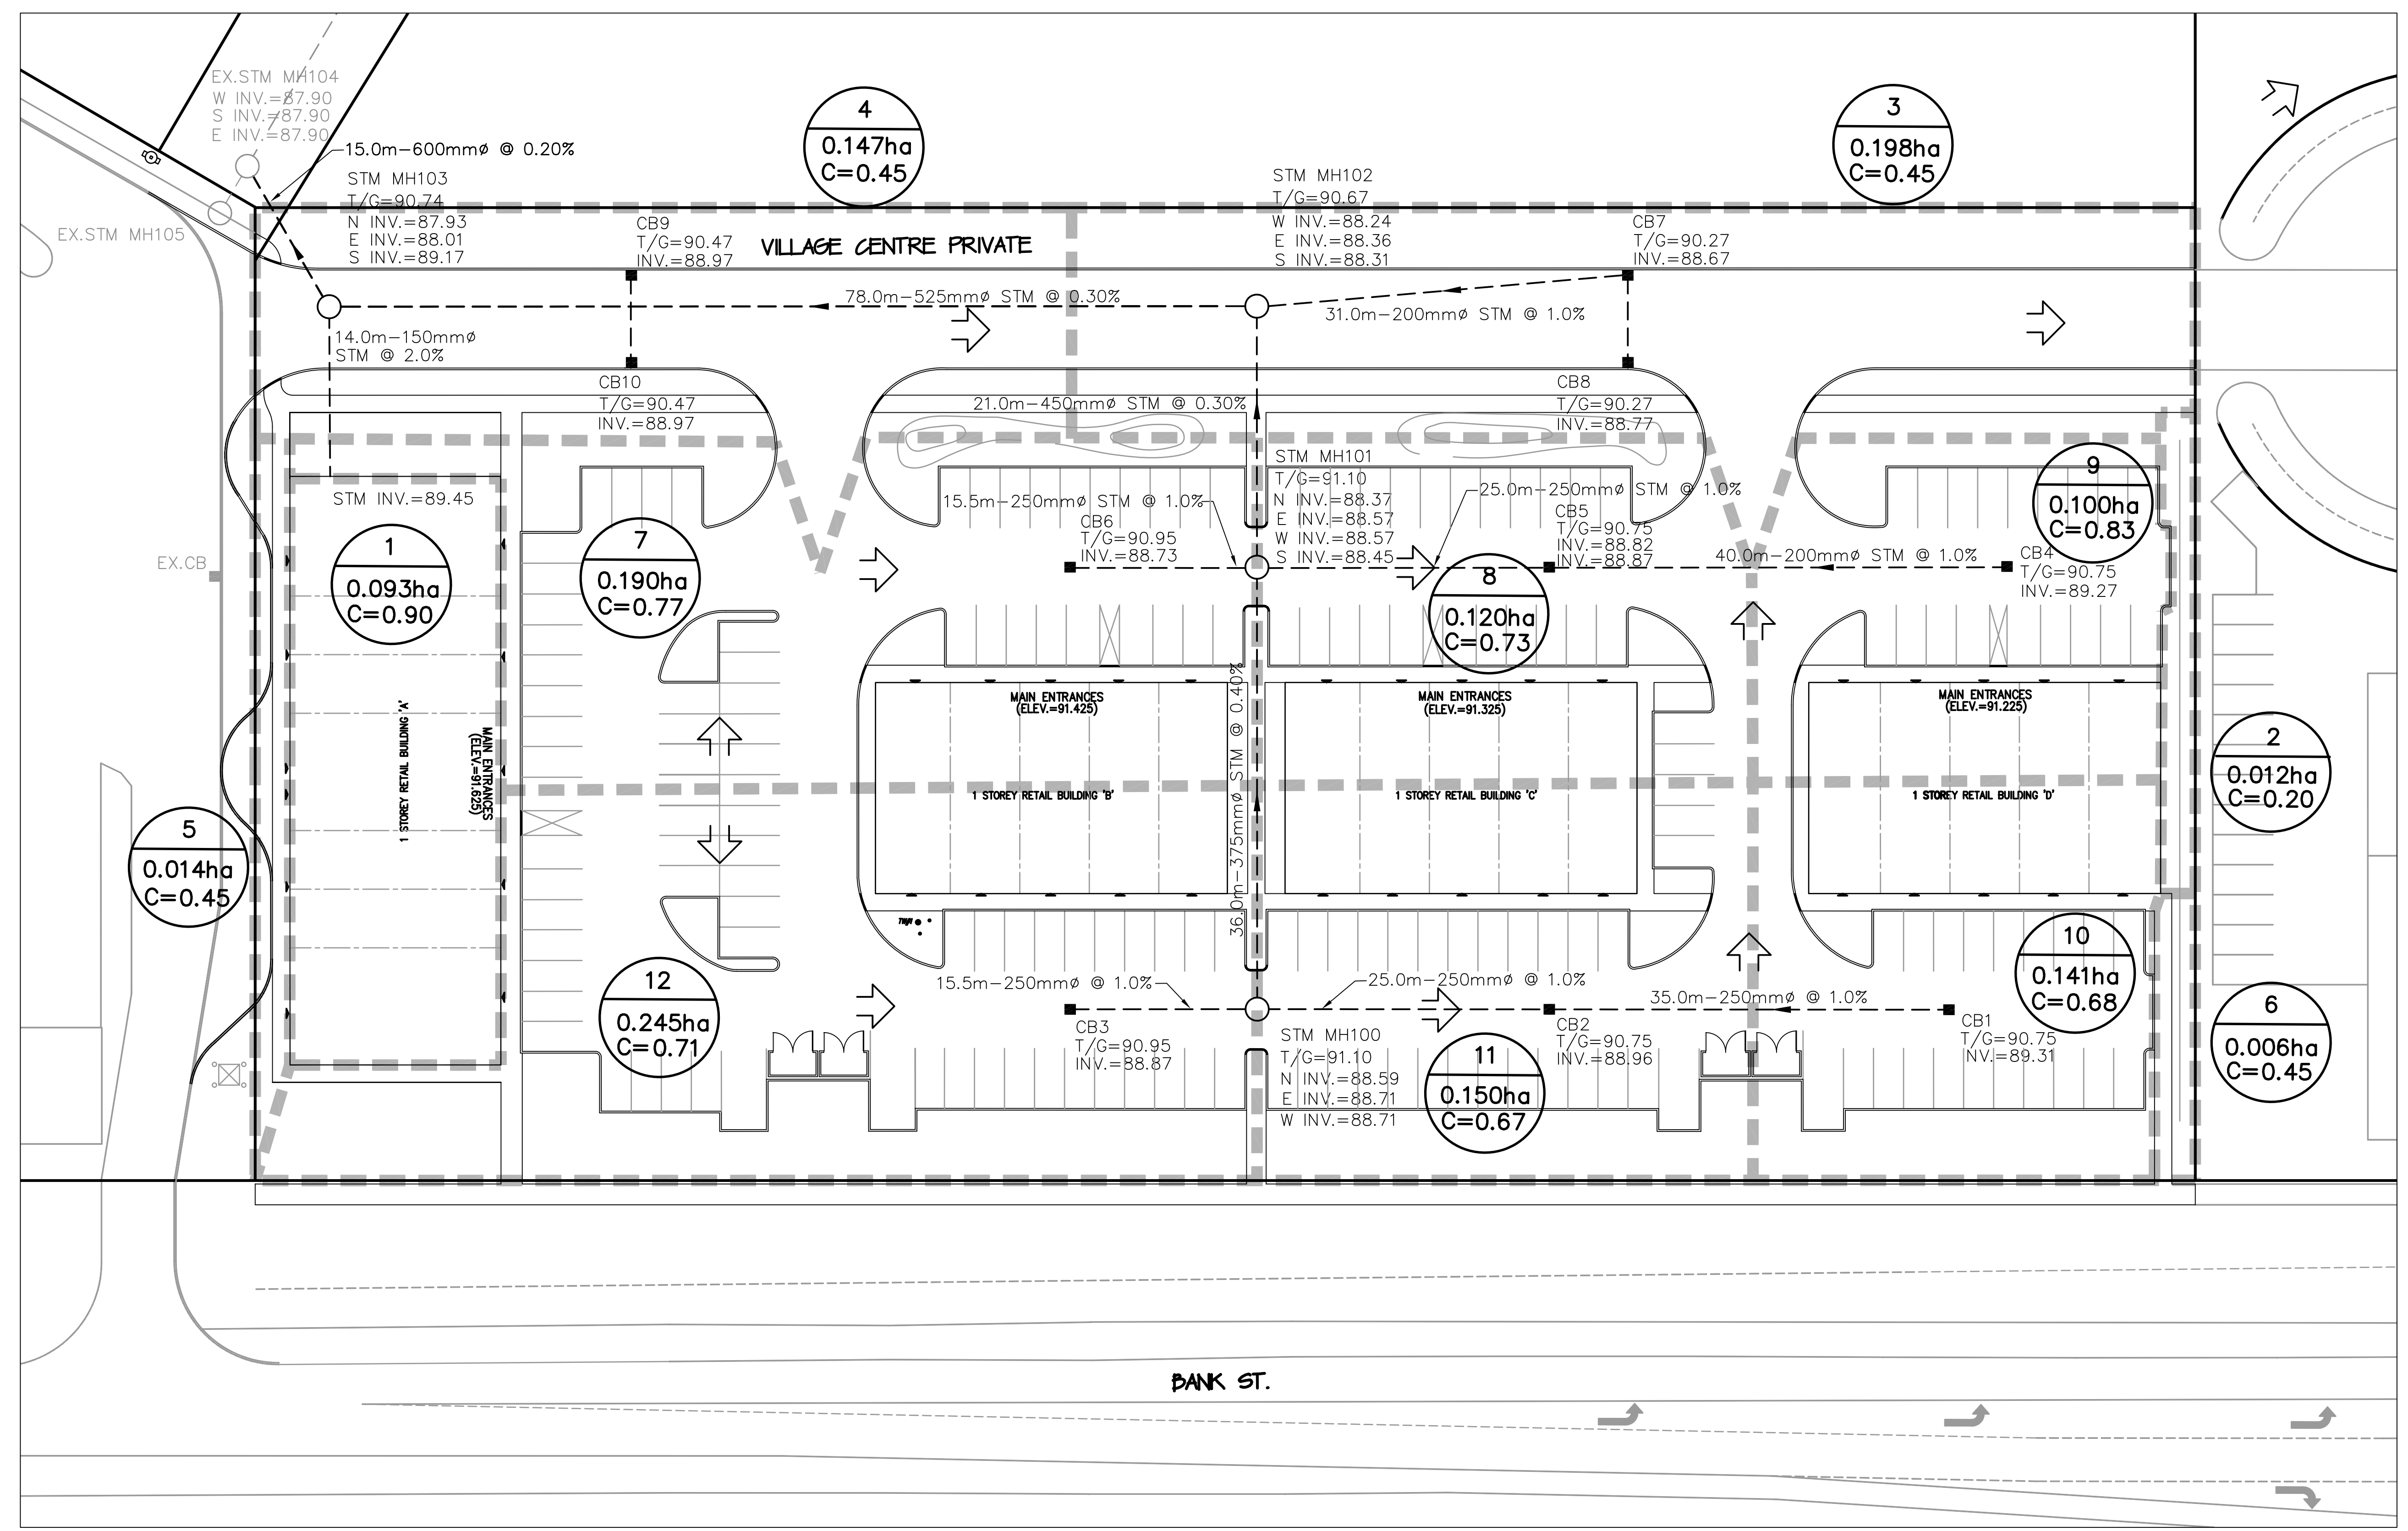 EX.STM MH104
W INV.=87.90
S INV.=87.90
E INV.=87.90
15.0m-600mmø @ 0.20%
STM MH103
T/G=90.74
N INV.=87.93
E INV.=88.01
S INV.=89.17
EX.STM MH105
4
0.147ha
C=0.45
3
0.198ha
C=0.45
CB9
T/G=90.47
INV.=88.97
VILLAGE CENTRE PRIVATE
STM MH102
T/G=90.67
W INV.=88.24
E INV.=88.36
S INV.=88.31
CB7
T/G=90.27
INV.=88.67
78.0m-525mmø STM @ 0.30%
31.0m-200mmø STM @ 1.0%
14.0m-150mmø
STM @ 2.0%
CB10
T/G=90.47
INV.=88.97
21.0m-450mmø STM @ 0.30%
CB8
T/G=90.27
INV.=88.77
STM INV.=89.45
EX.CB
1
0.093ha
C=0.90
7
0.190ha
C=0.77
15.5m-250mmø STM @ 1.0%
CB6
T/G=90.95
INV.=88.73
STM MH101
T/G=91.10
N INV.=88.37
E INV.=88.57
W INV.=88.57
S INV.=88.45
25.0m-250mmø STM @ 1.0%
CB5
T/G=90.75
INV.=88.82
INV.=88.87
8
0.120ha
C=0.73
40.0m-200mmø STM @ 1.0%
CB4
T/G=90.75
INV.=89.27
9
0.100ha
C=0.83
1 STOREY RETAIL BUILDING 'A'
MAIN ENTRANCES
(ELEV.=91.625)
MAIN ENTRANCES
(ELEV.=91.425)
1 STOREY RETAIL BUILDING 'B'
36.0m-375mmø STM @ 0.40%
MAIN ENTRANCES
(ELEV.=91.325)
1 STOREY RETAIL BUILDING 'C'
MAIN ENTRANCES
(ELEV.=91.225)
1 STOREY RETAIL BUILDING 'D'
2
0.012ha
C=0.20
5
0.014ha
C=0.45
12
0.245ha
C=0.71
15.5m-250mmø @ 1.0%
CB3
T/G=90.95
INV.=88.87
STM MH100
T/G=91.10
N INV.=88.59
E INV.=88.71
W INV.=88.71
25.0m-250mmø @ 1.0%
CB2
T/G=90.75
INV.=88.96
11
0.150ha
C=0.67
35.0m-250mmø @ 1.0%
CB1
T/G=90.75
INV.=89.31
10
0.141ha
C=0.68
6
0.006ha
C=0.45
BANK ST.